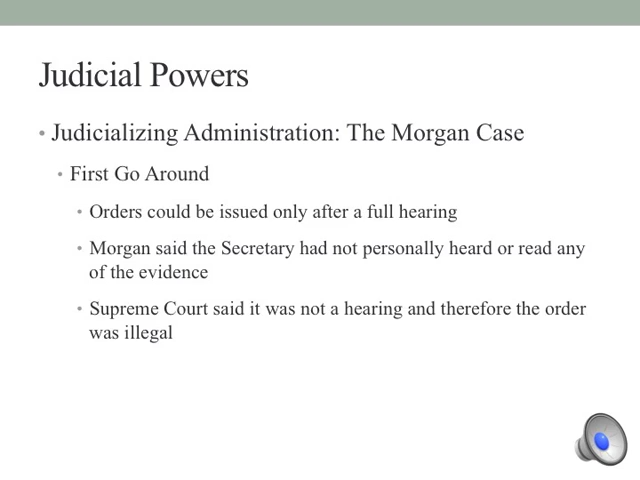 Judicial Powers
• Judicializing Administration: The Morgan Case
• First Go Around
• Orders could be issued only after a full hearing
• Morgan said the Secretary had not personally heard or read any
of the evidence
• Supreme Court said it was not a hearing and therefore the order
was illegal